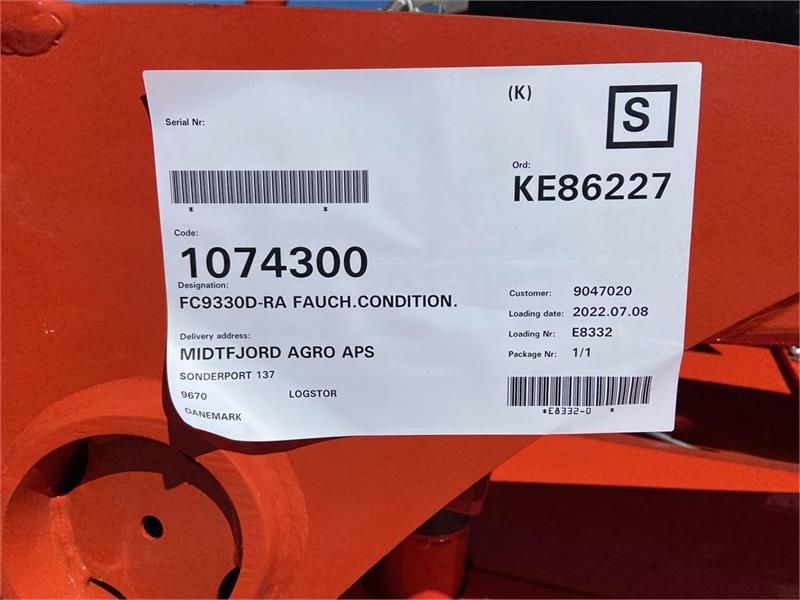 (K)
S
Serial Nr:
* *
Ord:
KE86227
Code:
1074300
Designation:
FC9330D-RA FAUCH.CONDITION.
Delivery address:
MIDTFJORD AGRO APS
SONDERPORT 137
9670 LOGSTOR
DANEMARK
Customer: 9047020
Loading date: 2022.07.08
Loading Nr: E8332
Package Nr: 1/1
*E8332-0 *